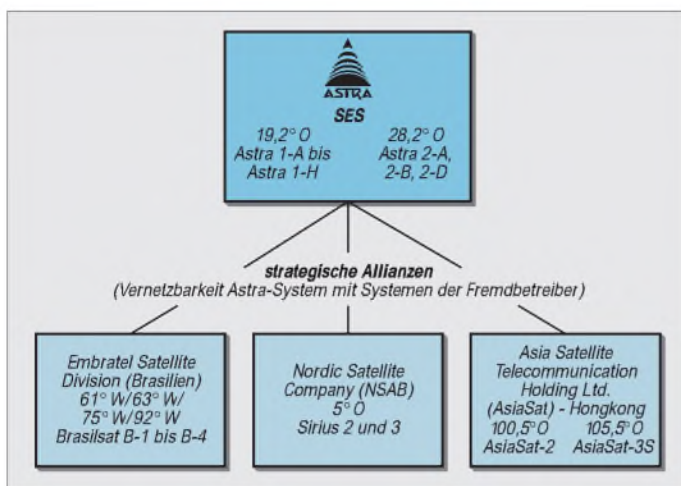 ASTRA
SES
19,2° O
Astra 1-A bis
Astra 1-H
28,2° O
Astra 2-A,
2-B, 2-D
strategische Allianzen
(Vernetzbarkeit Astra-System mit Systemen der Fremdbetreiber)
Embratel Satellite
Division (Brasilien)
61° W/63° W/
75° W/92° W
Brasilsat B-1 bis B-4
Nordic Satellite
Company (NSAB)
5° O
Sirius 2 und 3
Asia Satellite
Telecommunication
Holding Ltd.
(AsiaSat) - Hongkong
100,5° O 105,5° O
AsiaSat-2 AsiaSat-3S